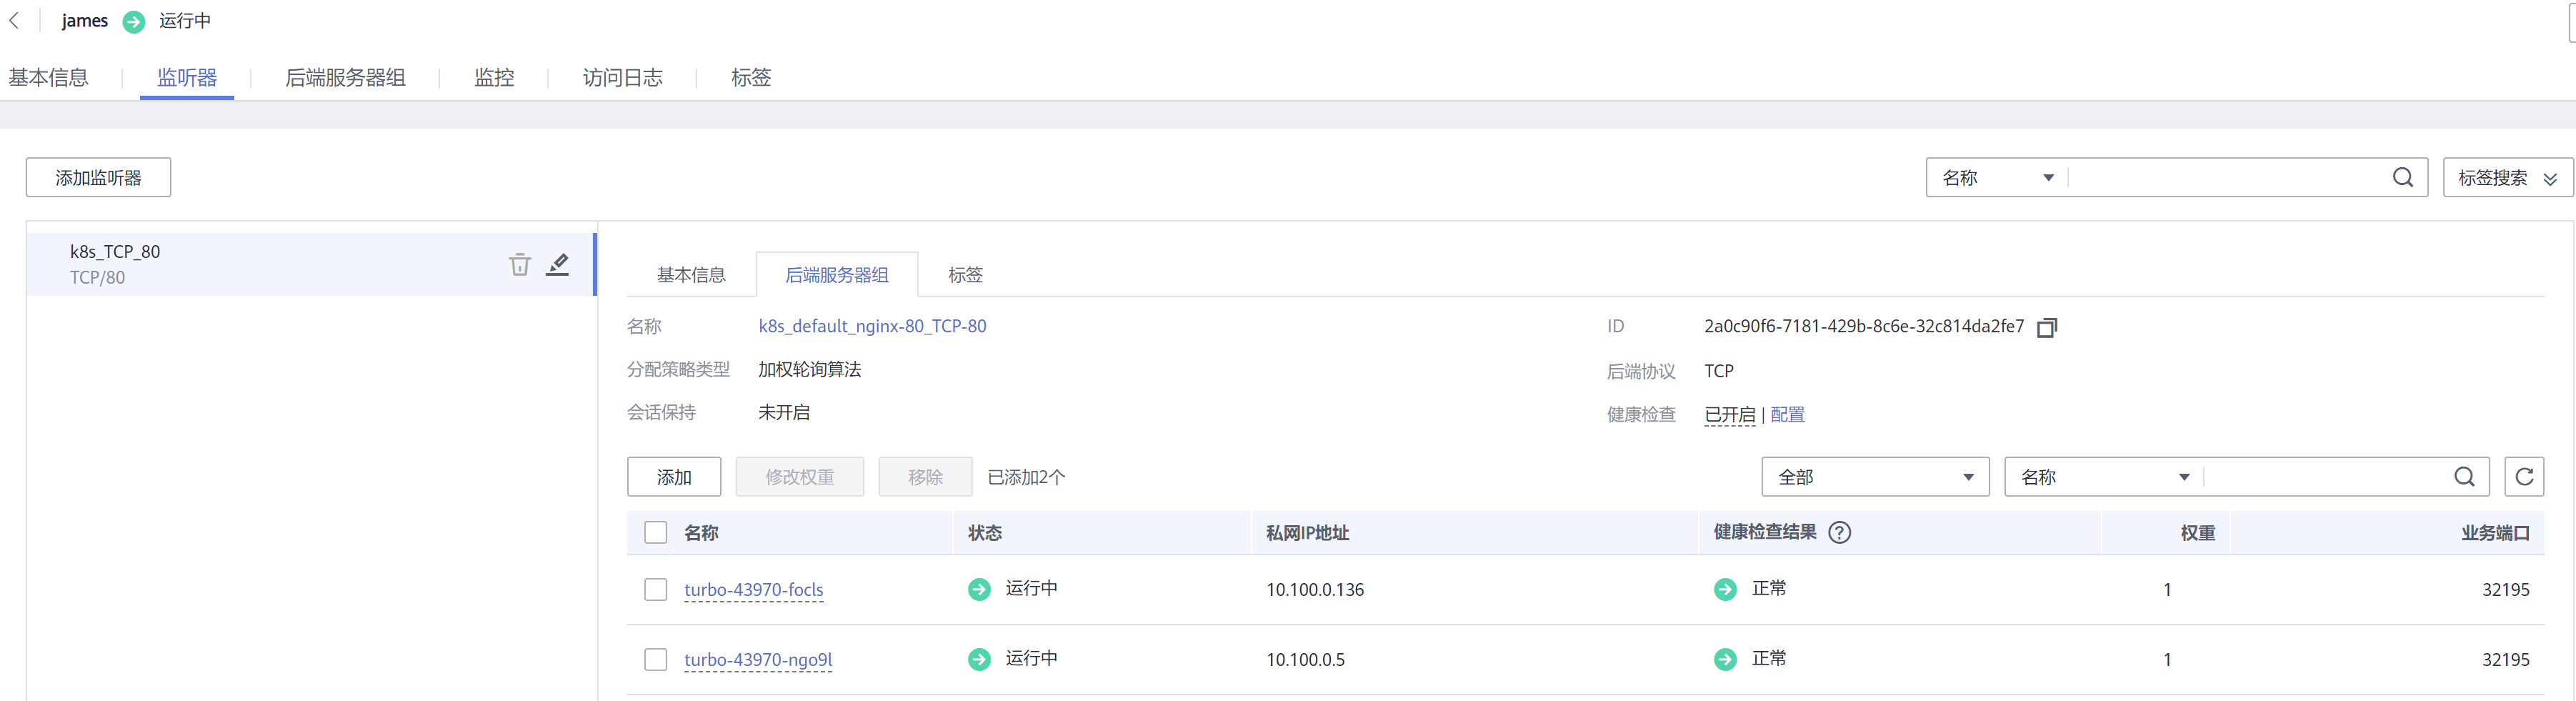 james 运行中
基本信息 监听器 后端服务器组 监控 访问日志 标签
添加监听器 名称 标签搜索
k8s_TCP_80
TCP/80
基本信息 后端服务器组 标签
名称 k8s_default_nginx-80_TCP-80 ID 2a0c90f6-7181-429b-8c6e-32c814da2fe7
分配策略类型 加权轮询算法 后端协议 TCP
会话保持 未开启 健康检查 已开启 | 配置
添加 修改权重 移除 已添加2个 全部 名称
名称 状态 私网IP地址 健康检查结果 ? 权重 业务端口
turbo-43970-focls 运行中 10.100.0.136 正常 1 32195
turbo-43970-ngo9l 运行中 10.100.0.5 正常 1 32195